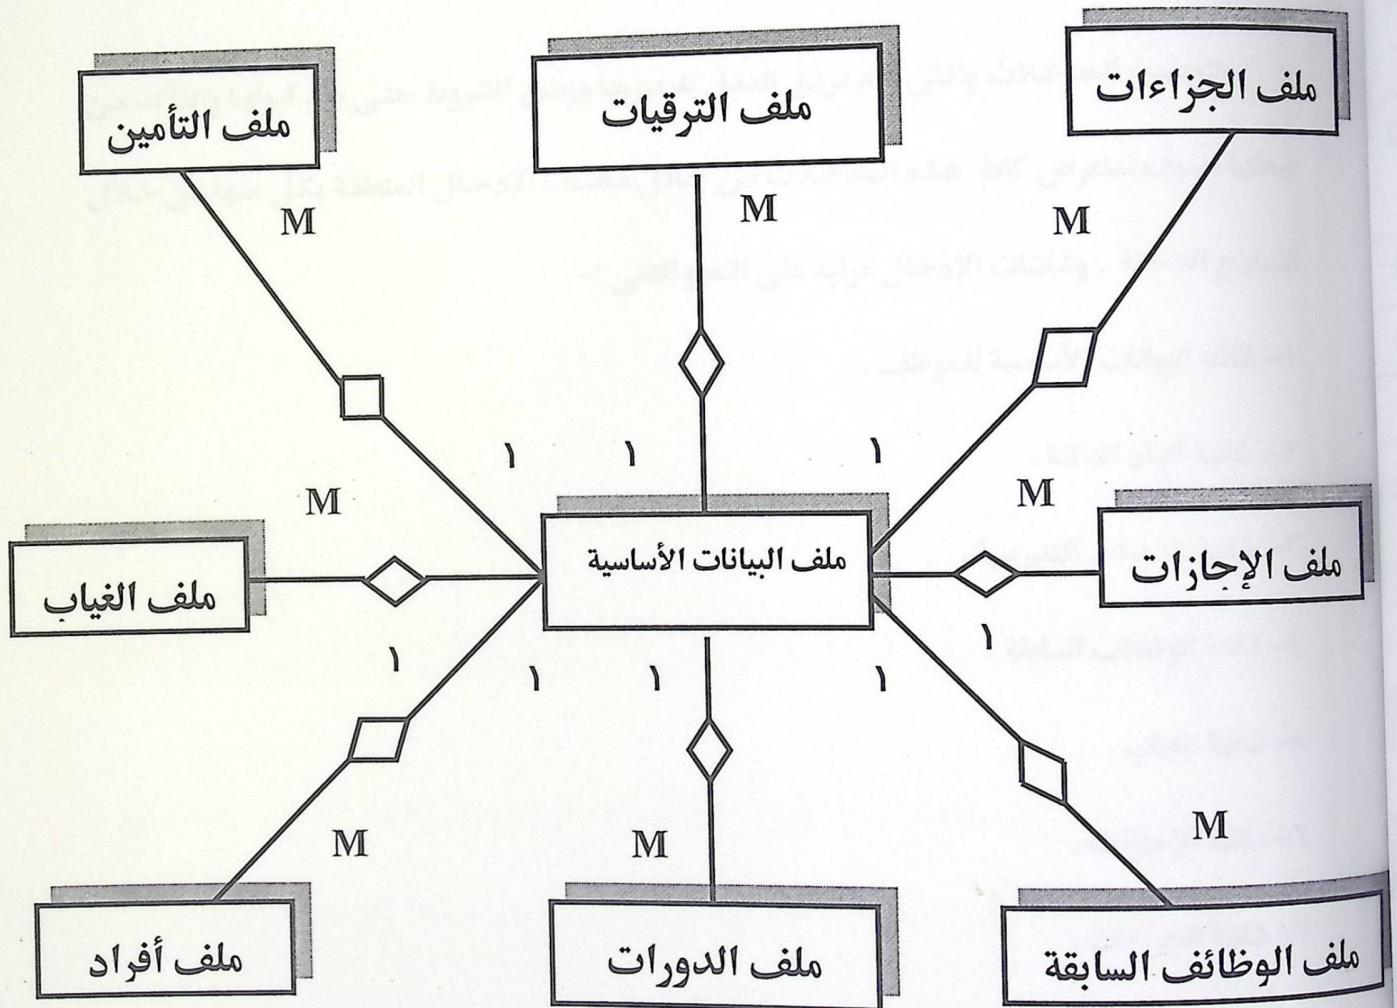 ملف الجزاءات
ملف الترقيات
ملف التأمين
M
M
M
١
١
١
M
M
ملف الإجازات
ملف البيانات الأساسية
ملف الغياب
١
١
١
١
١
M
M
M
ملف الوظائف السابقة
ملف الدورات
ملف أفراد